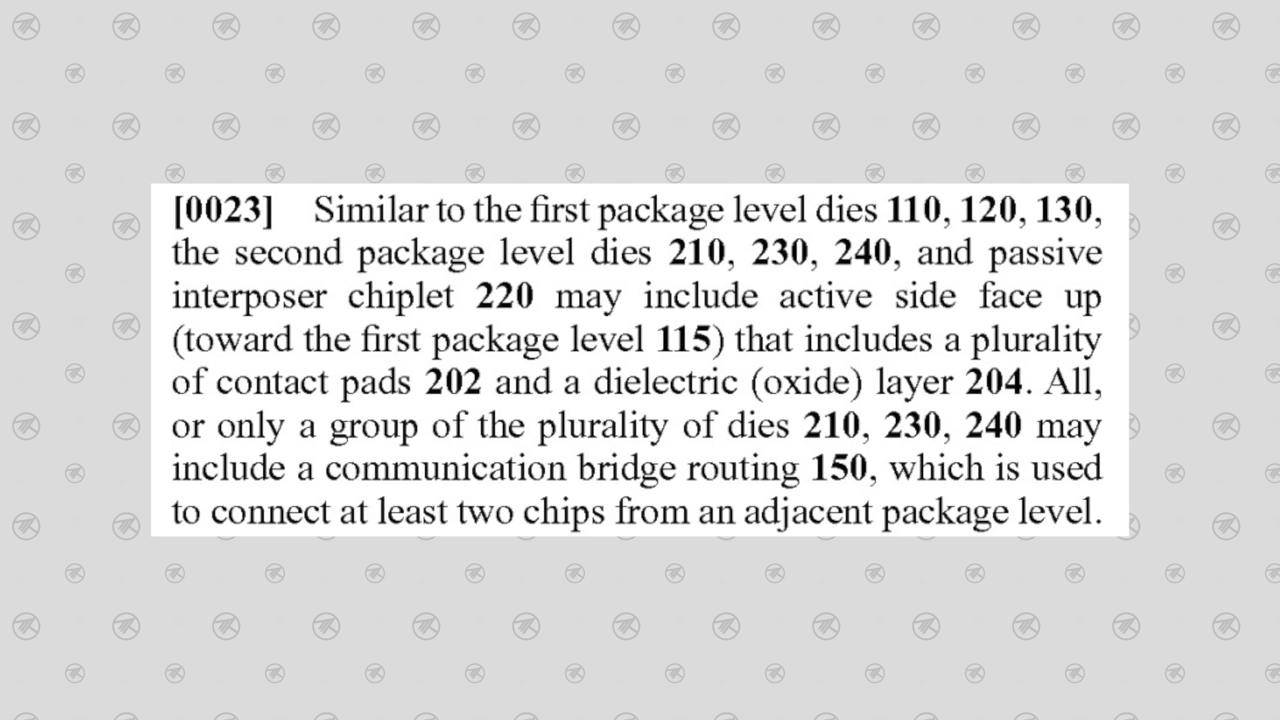 [0023] Similar to the first package level dies 110, 120, 130,
the second package level dies 210, 230, 240, and passive
interposer chiplet 220 may include active side face up
(toward the first package level 115) that includes a plurality
of contact pads 202 and a dielectric (oxide) layer 204. All,
or only a group of the plurality of dies 210, 230, 240 may
include a communication bridge routing 150, which is used
to connect at least two chips from an adjacent package level.